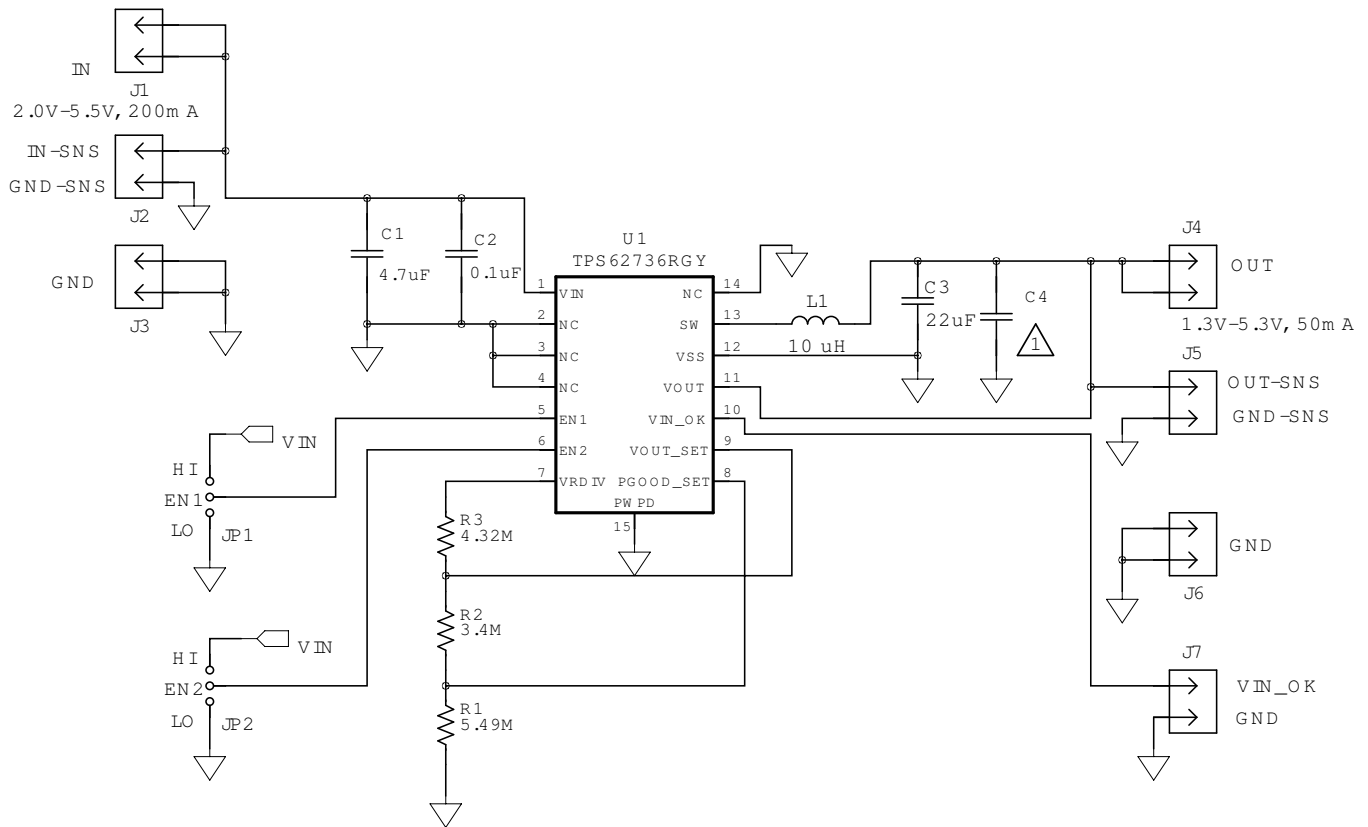 IN
J1
2.0V-5.5V, 200mA
IN-SNS
GND-SNS
J2
GND
J3
C1
4.7uF
C2
0.1uF
U1
TPS62736RGY
1 VIN
2 NC
3 NC
4 NC
5 EN1
6 EN2
7 VRDIV
NC 14
SW 13
VSS 12
VOUT 11
VIN_OK 10
VOUT_SET 9
PGOOD_SET 8
PWPD
15
L1
10 uH
C3
22uF
C4
1
J4
OUT
1.3V-5.3V, 50mA
J5
OUT-SNS
GND-SNS
GND
J6
J7
VIN_OK
GND
VIN
HI
EN1
LO
JP1
VIN
HI
EN2
LO
JP2
R3
4.32M
R2
3.4M
R1
5.49M